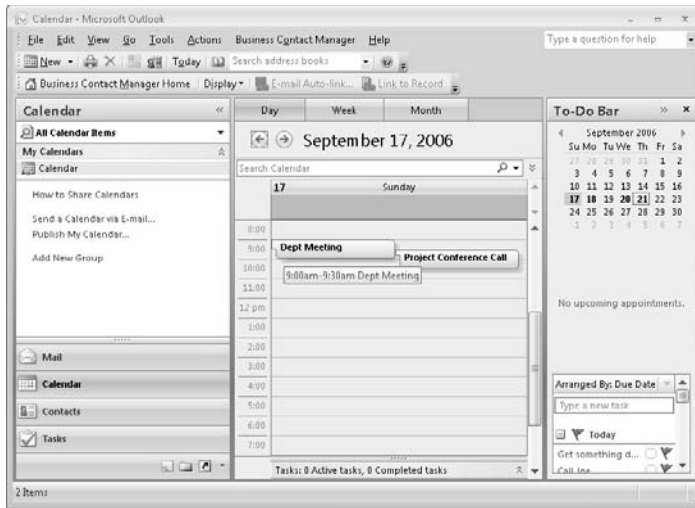 Calendar - Microsoft Outlook
File Edit View Go Tools Actions Business Contact Manager Help
Type a question for help
New Today Search address books
Business Contact Manager Home Display E-mail Auto-link... Link to Record
Calendar
All Calendar Items
My Calendars
Calendar
How to Share Calendars
Send a Calendar via E-mail...
Publish My Calendar...
Add New Group
Mail
Calendar
Contacts
Tasks
2 Items
Day Week Month
September 17, 2006
Search Calendar
17 Sunday
8:00
9:00 Dept Meeting
Project Conference Call
10:00 9:00am-9:30am Dept Meeting
11:00
12 pm
1:00
2:00
3:00
4:00
5:00
6:00
7:00
Tasks: 0 Active tasks, 0 Completed tasks
To-Do Bar
September 2006
Su Mo Tu We Th Fr Sa
27 28 29 30 31 1 2
3 4 5 6 7 8 9
10 11 12 13 14 15 16
17 18 19 20 21 22 23
24 25 26 27 28 29 30
1 2 3 4 5 6 7
No upcoming appointments.
Arranged By: Due Date
Type a new task
Today
Get something d...
Call Joe